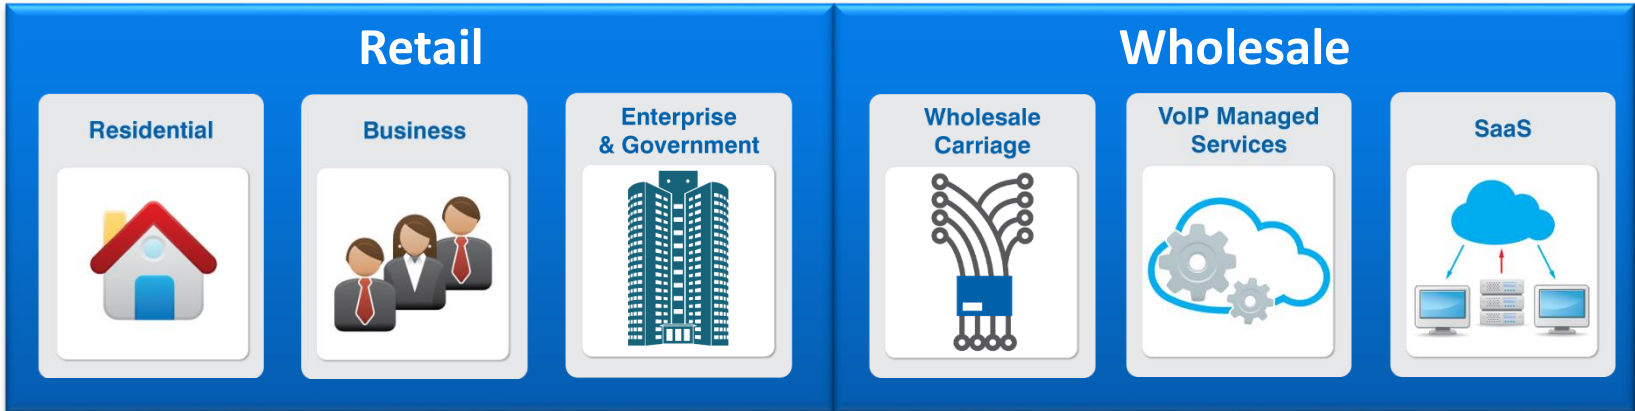 Retail
Residential
Business
Enterprise
& Government
Wholesale
Wholesale
Carriage
VoIP Managed
Services
SaaS